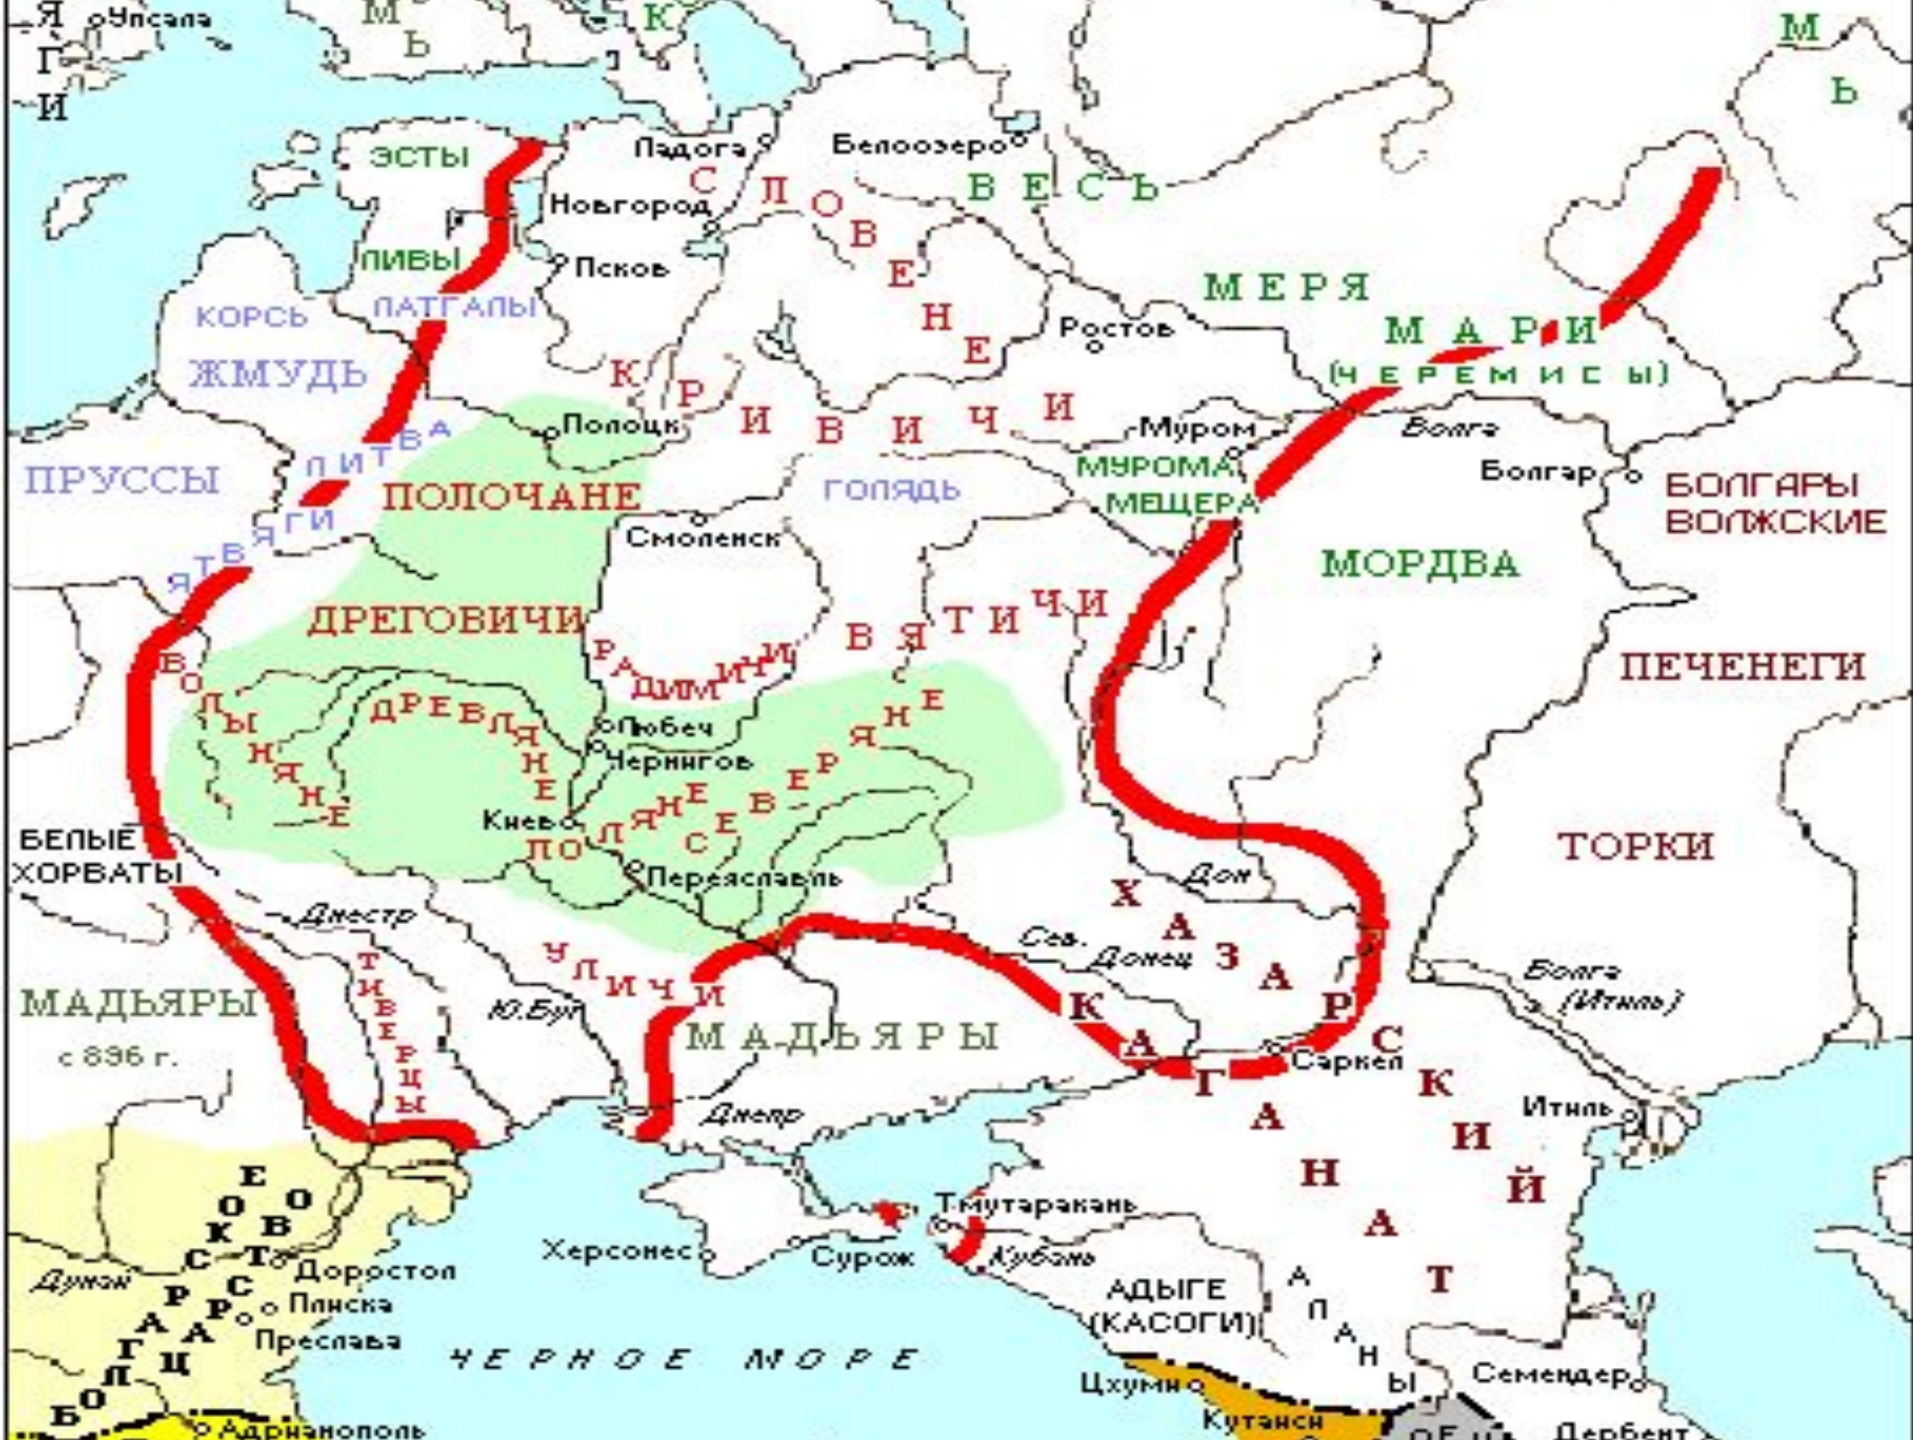 ЯГИ
Упсала
МЬ
К
МЬ
ЭСТЫ
Ладога
Белоозеро
СЛОВЕНЕ
ВЕСЬ
Новгород
ЛИВЫ
Псков
ЛАТГАЛЫ
КОРСЬ
МЕРЯ
МАРИ
Ростов
(ЧЕРЕМИСЫ)
ЖМУДЬ
КРИВИЧИ
Полоцк
Муром
Волга
ЛИТВА
ПРУССЫ
ПОЛОЧАНЕ
ГОЛЯДЬ
МУРОМА
МЕЩЕРА
Болгар
БОЛГАРЫ
ВОЛЖСКИЕ
ЯТВЯГИ
Смоленск
МОРДВА
ДРЕГОВИЧИ
РАДИМИЧИ
ВЯТИЧИ
ПЕЧЕНЕГИ
ВОЛЫНЯНЕ
ДРЕВЛЯНЕ
Любеч
Чернигов
СЕВЕРЯНЕ
Киев
ПОЛЯНЕ
Переяславль
ТОРКИ
БЕЛЫЕ
ХОРВАТЫ
Днестр
Дон
ХАЗАРСКИЙ
КАГАНАТ
Сев.
Донец
УЛИЧИ
ТИВЕРЦЫ
Ю.Буг
Волга
(Итиль)
МАДЬЯРЫ
с 896 г.
МАДЬЯРЫ
Саркел
Днепр
Итиль
Тмутаракань
Херсонес
Сурож
Кубань
БОЛГАРСКОЕ
ЦАРСТВО
Дунай
Доростол
Плиска
Преслава
АДЫГЕ
(КАСОГИ)
АЛАНЫ
ЧЕРНОЕ МОРЕ
Цхуми
Семендер
Кутаиси
Дербент
Адрианополь